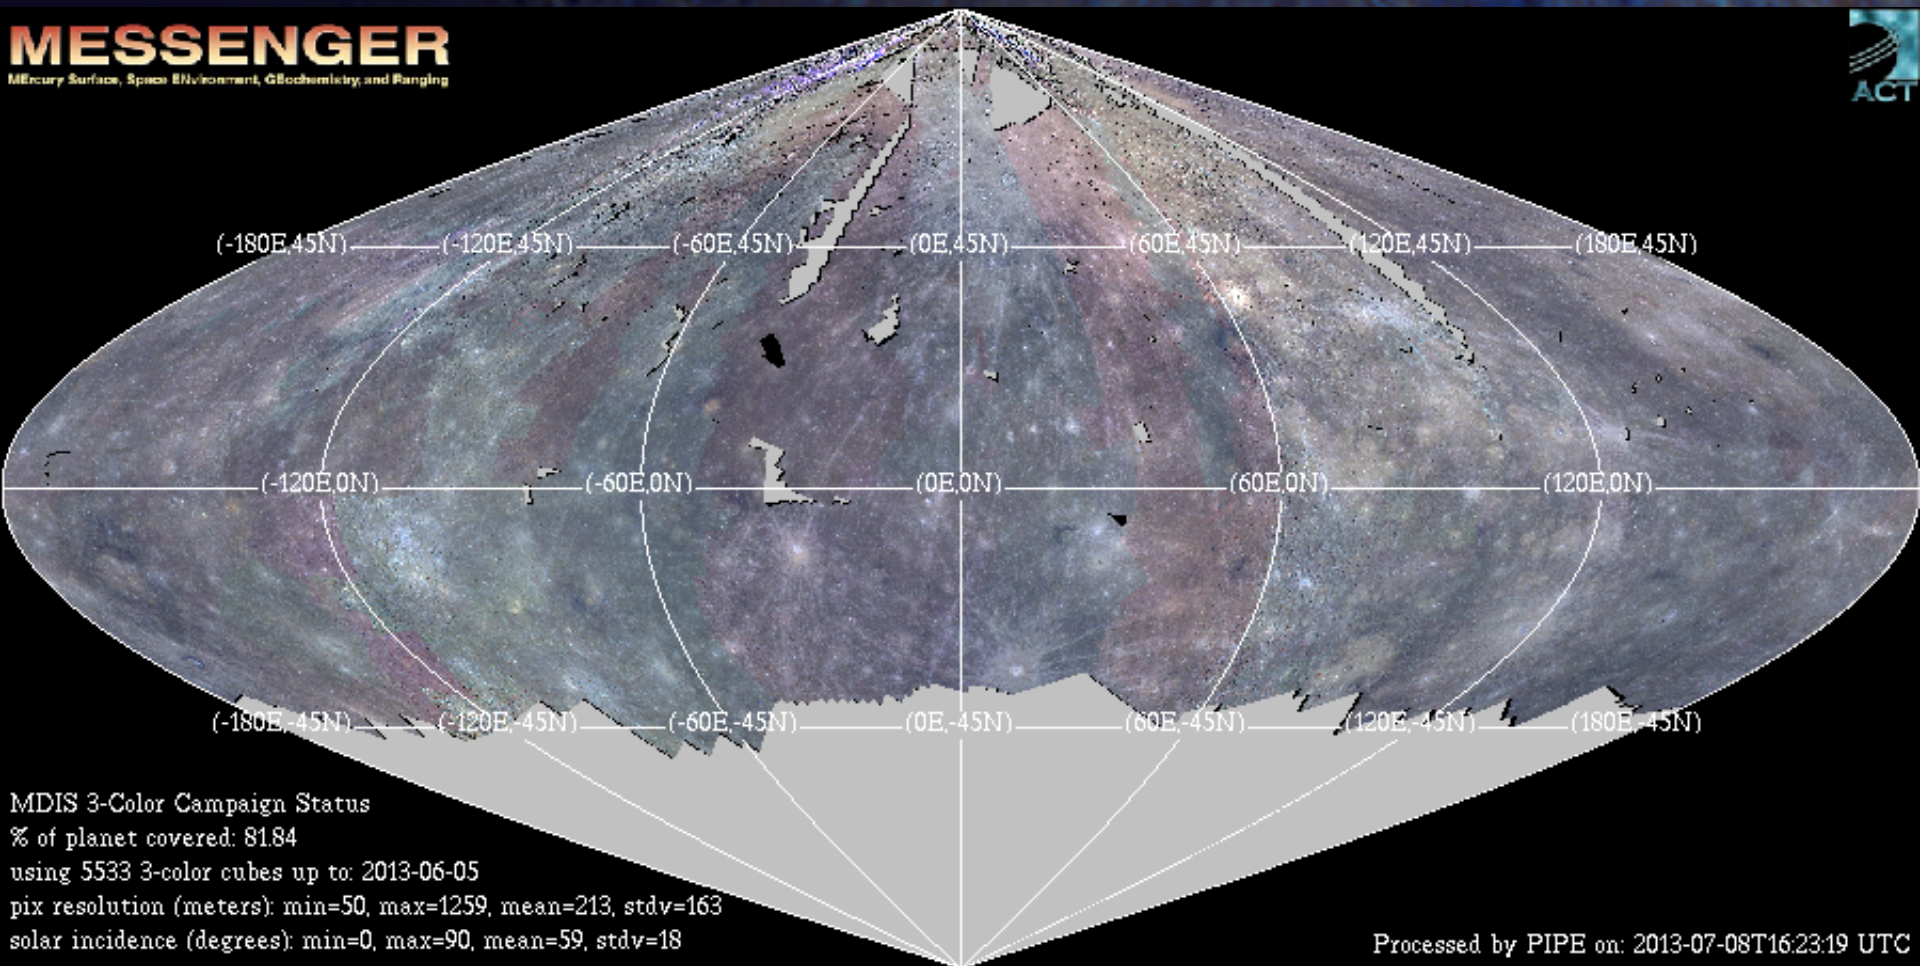 MESSENGER
MErcury Surface, Space ENvironment, GEochemistry, and Ranging
ACT
(-180E,45N) (-120E,45N) (-60E,45N) (0E,45N) (60E,45N) (120E,45N) (180E,45N)
(-120E,0N) (-60E,0N) (0E,0N) (60E,0N) (120E,0N)
(-180E,-45N) (-120E,-45N) (-60E,-45N) (0E,-45N) (60E,-45N) (120E,-45N) (180E,-45N)
MDIS 3-Color Campaign Status
% of planet covered: 81.84
using 5533 3-color cubes up to: 2013-06-05
pix resolution (meters): min=50, max=1259, mean=213, stdv=163
solar incidence (degrees): min=0, max=90, mean=59, stdv=18
Processed by PIPE on: 2013-07-08T16:23:19 UTC